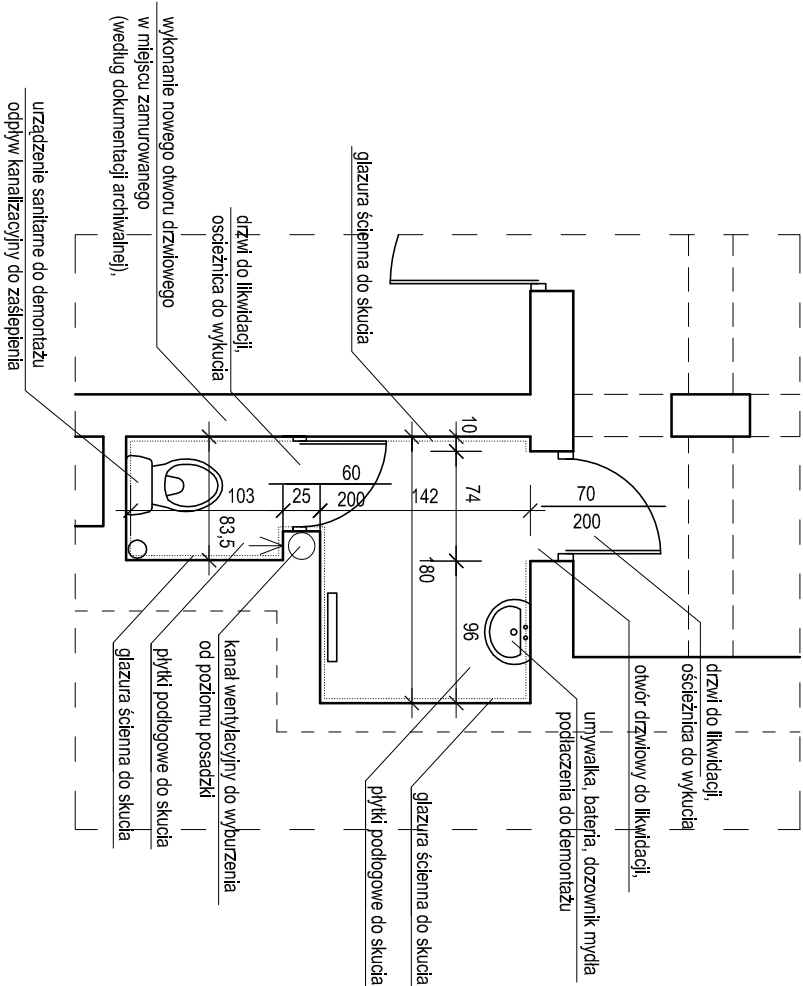 wykonanie nowego otworu drzwiowego
w miejscu zamurowanego
(według dokumentacji archiwalnej),
urządzenie sanitarne do demontażu
odpływ kanalizacyjny do zaślepienia
glazura ścienna do skucia
drzwi do likwidacji,
oscieżnica do wykucia
10
74
96
180
142
60
200
25
103
83,5
70
200
drzwi do likwidacji,
ościeżnica do wykucia
otwór drzwiowy do likwidacji,
umywalka, bateria, dozownik mydła
podłaczenia do demontażu
glazura ścienna do skucia
płytki podłogowe do skucia
kanał wentylacyjny do wyburzenia
od poziomu posadzki
płytki podłogowe do skucia
glazura ścienna do skucia